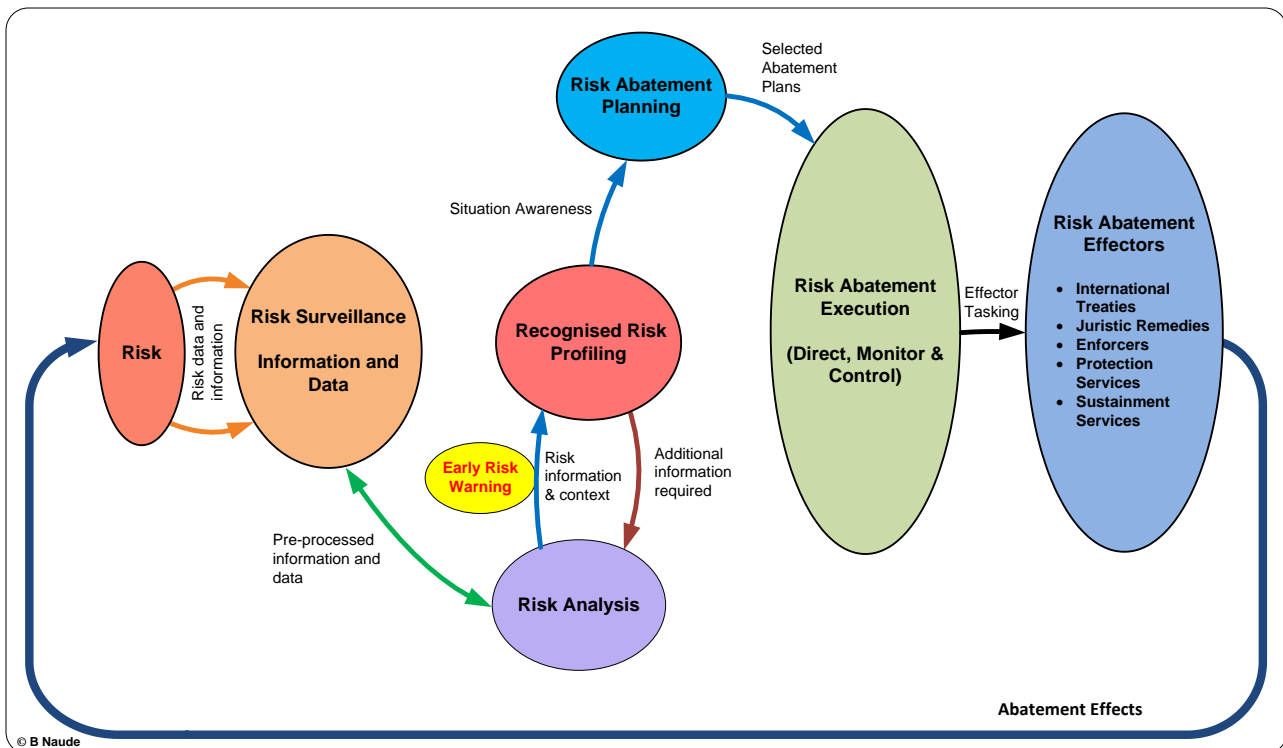 Risk
Risk data and
information
Risk Surveillance
Information and
Data
Pre-processed
information and
data
Risk Analysis
Early Risk
Warning
Risk
information
& context
Additional
information
required
Recognised Risk
Profiling
Situation Awareness
Risk Abatement
Planning
Selected
Abatement
Plans
Risk Abatement
Execution
(Direct, Monitor &
Control)
Effector
Tasking
Risk Abatement
Effectors
• International
Treaties
• Juristic Remedies
• Enforcers
• Protection
Services
• Sustainment
Services
Abatement Effects
© B Naude